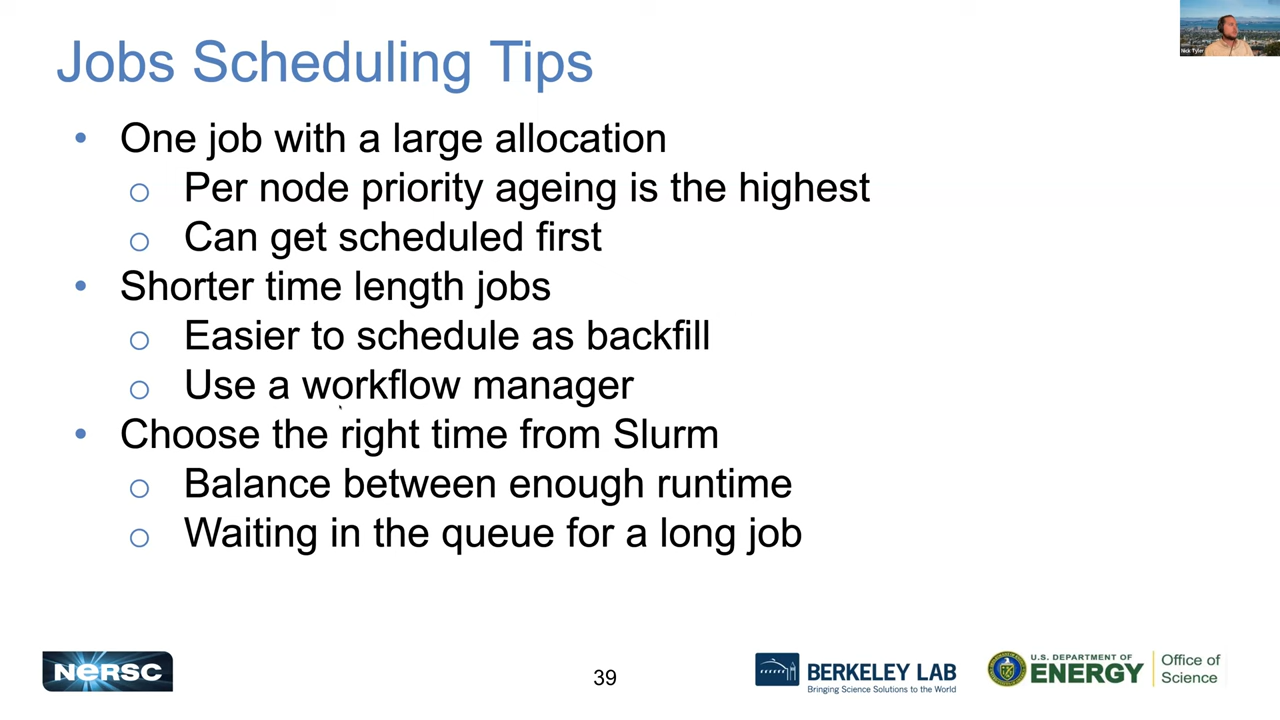 Nick Tyler
Jobs Scheduling Tips
• One job with a large allocation
o Per node priority ageing is the highest
o Can get scheduled first
• Shorter time length jobs
o Easier to schedule as backfill
o Use a workflow manager
• Choose the right time from Slurm
o Balance between enough runtime
o Waiting in the queue for a long job
NERSC
39
BERKELEY LAB
Bringing Science Solutions to the World
U.S. DEPARTMENT OF
ENERGY
Office of
Science